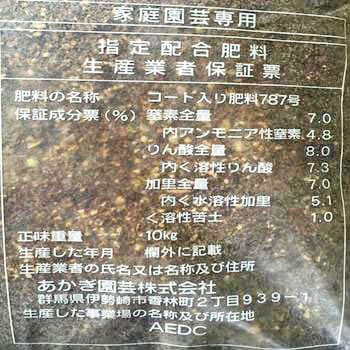 家庭園芸専用
指定配合肥料
生産業者保証票
肥料の名称 コード入り肥料787号
保証成分票(%) 窒素全量 7.0
内アンモニア性窒素 4.8
りん酸全量 8.0
内く溶性りん酸 7.3
加里全量 7.0
内く水溶性加里 5.1
く溶性苦土 1.0
正味重量 10kg
生産した年月 欄外に記載
生産業者の氏名又は名称及び住所
あかぎ園芸株式会社
群馬県伊勢崎市香林町2丁目939-1
生産した事業場の名称及び所在地
AEDC